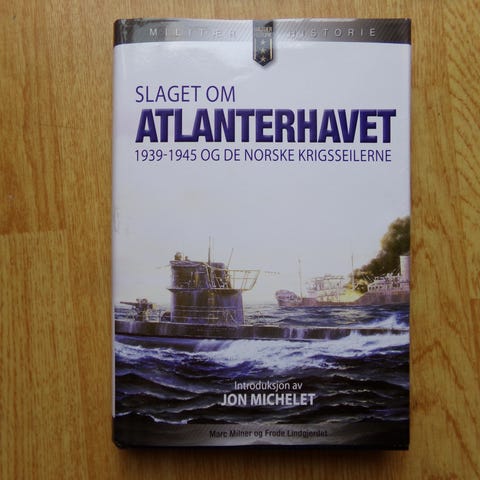 MILITÆR HISTORIE
SLAGET OM
ATLANTERHAVET
1939-1945 OG DE NORSKE KRIGSSEILERNE
Introduksjon av
JON MICHELET
Marc Milner og Frode Lindgjerdet